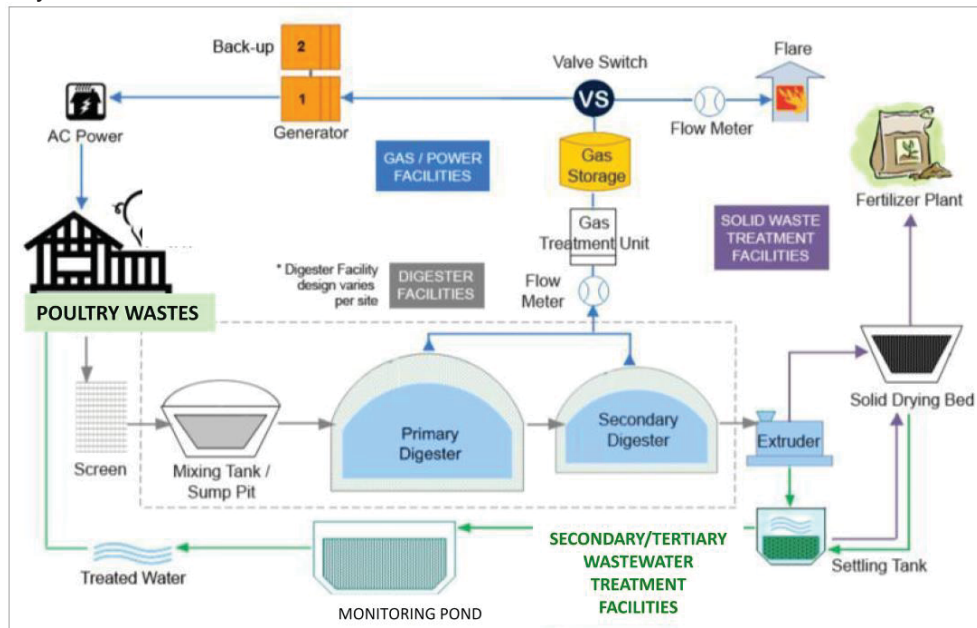 Back-up
2
1
Generator
AC Power
Valve Switch
VS
Flow Meter
Flare
Gas
Storage
GAS / POWER
FACILITIES
Gas
Treatment Unit
SOLID WASTE
TREATMENT
FACILITIES
Fertilizer Plant
* Digester Facility
design varies
per site
DIGESTER
FACILITIES
Flow
Meter
POULTRY WASTES
Screen
Mixing Tank /
Sump Pit
Primary
Digester
Secondary
Digester
Extruder
Solid Drying Bed
Treated Water
MONITORING POND
SECONDARY/TERTIARY
WASTEWATER
TREATMENT
FACILITIES
Settling Tank